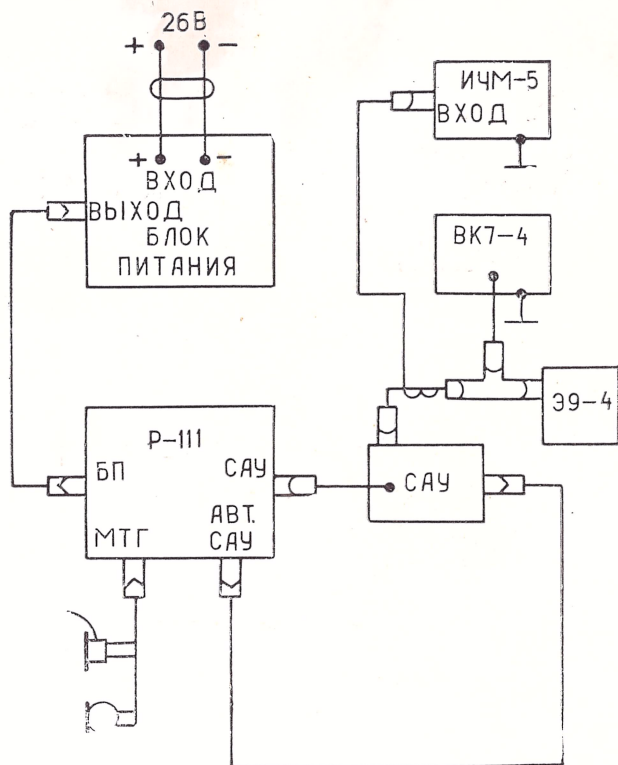 26В
+ -
+ -
ВХОД
ВЫХОД
БЛОК
ПИТАНИЯ
ИЧМ-5
ВХОД
ВК7-4
Э9-4
Р-111
БП
САУ
АВТ.
САУ
МТГ
САУ